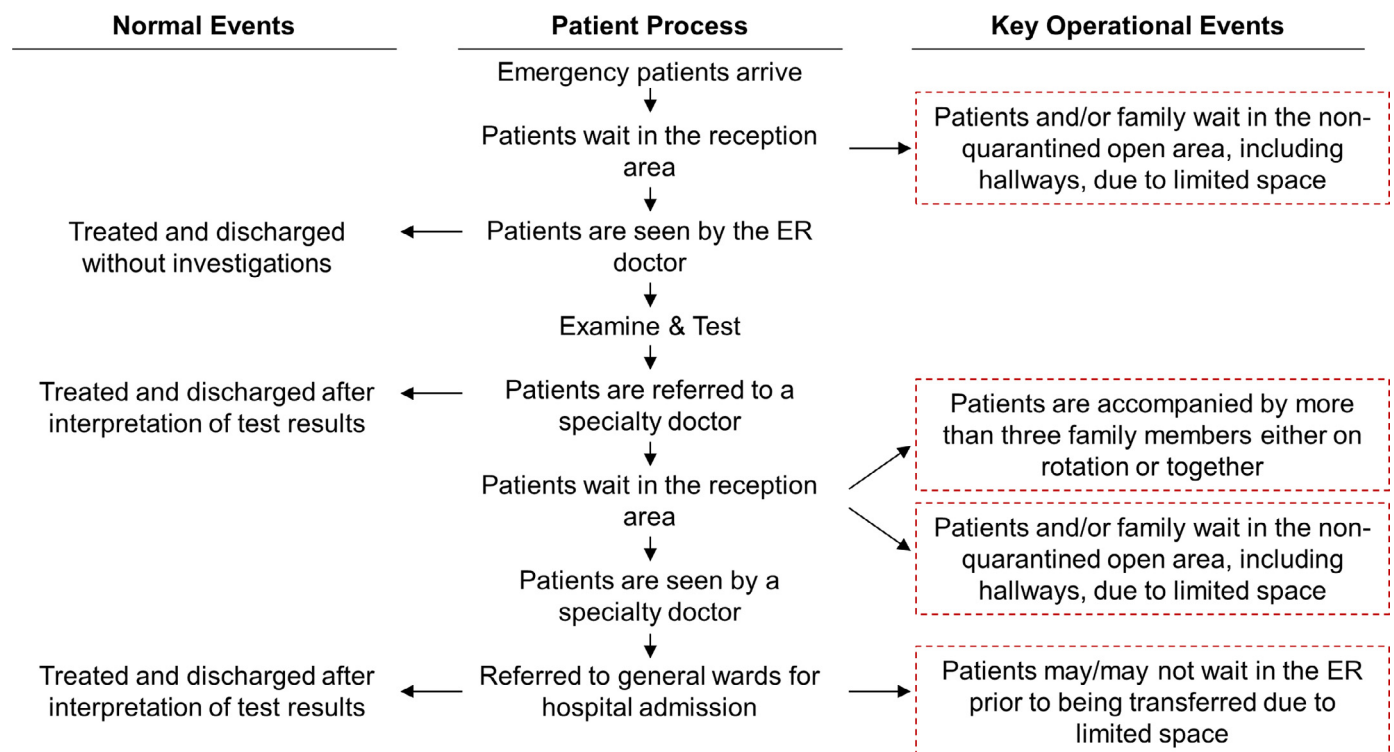 Normal Events
Patient Process
Key Operational Events
Emergency patients arrive
Patients wait in the reception
area
Patients and/or family wait in the non-
quarantined open area, including
hallways, due to limited space
Treated and discharged
without investigations
Patients are seen by the ER
doctor
Examine & Test
Treated and discharged after
interpretation of test results
Patients are referred to a
specialty doctor
Patients are accompanied by more
than three family members either on
rotation or together
Patients wait in the reception
area
Patients and/or family wait in the non-
quarantined open area, including
hallways, due to limited space
Patients are seen by a
specialty doctor
Treated and discharged after
interpretation of test results
Referred to general wards for
hospital admission
Patients may/may not wait in the ER
prior to being transferred due to
limited space